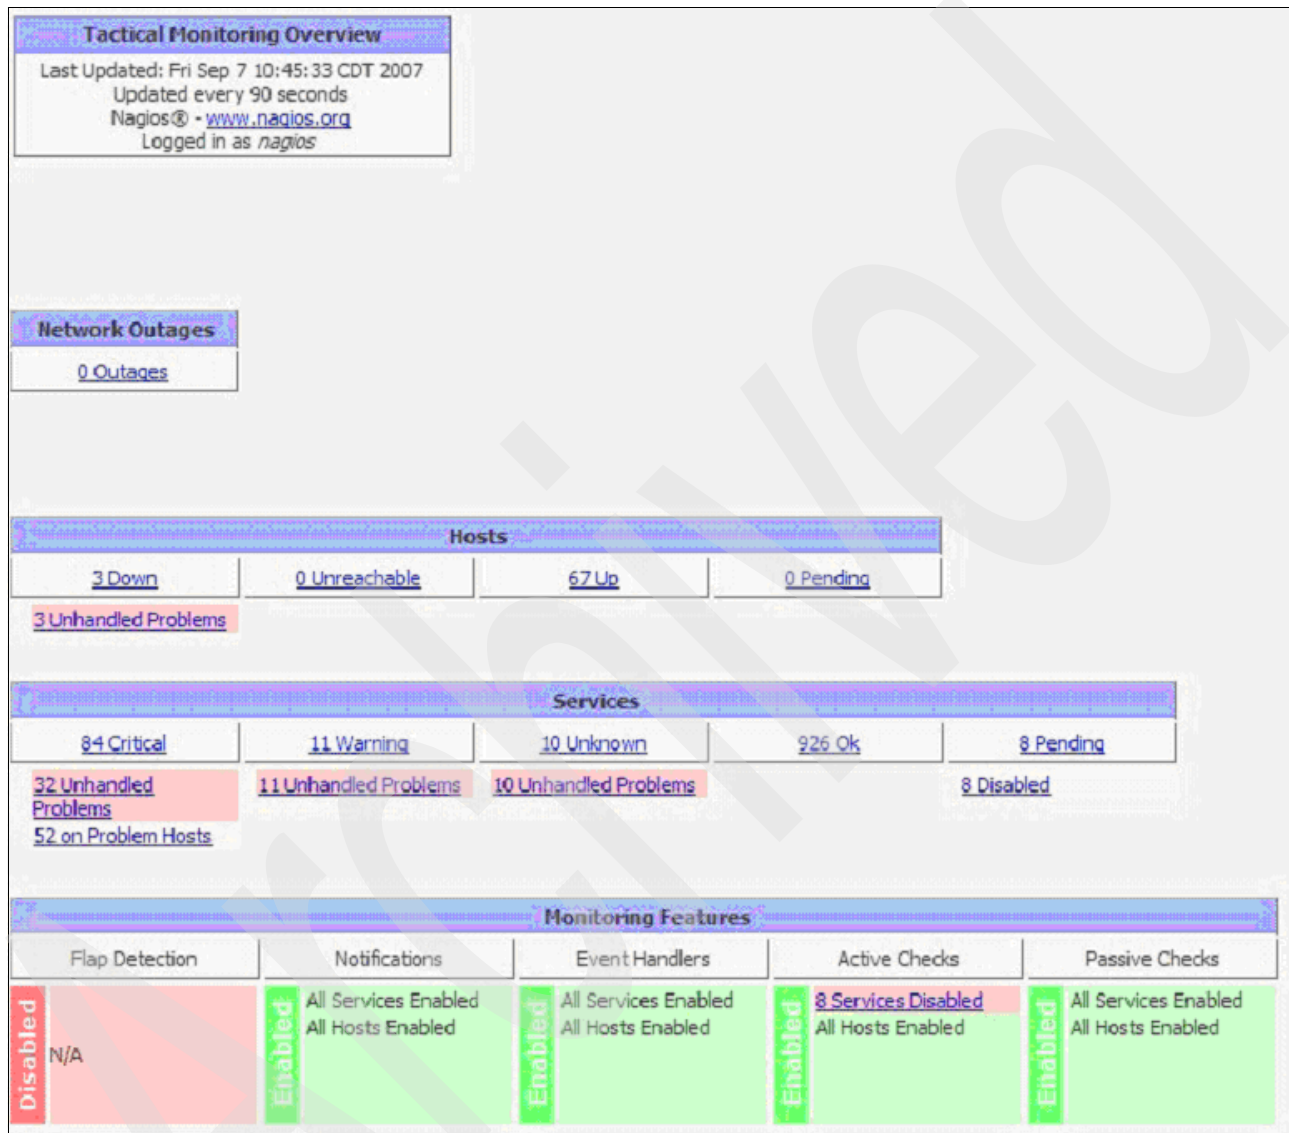 Tactical Monitoring Overview
Last Updated: Fri Sep 7 10:45:33 CDT 2007
Updated every 90 seconds
Nagios® - www.nagios.org
Logged in as nagios
Network Outages
0 Outages
Hosts
3 Down 0 Unreachable 67 Up 0 Pending
3 Unhandled Problems
Services
84 Critical 11 Warning 10 Unknown 926 Ok 8 Pending
32 Unhandled Problems 11 Unhandled Problems 10 Unhandled Problems 8 Disabled
52 on Problem Hosts
Monitoring Features
Flap Detection Notifications Event Handlers Active Checks Passive Checks
Disabled
N/A
Enabled
All Services Enabled
All Hosts Enabled
Enabled
All Services Enabled
All Hosts Enabled
Enabled
8 Services Disabled
All Hosts Enabled
Enabled
All Services Enabled
All Hosts Enabled
Archived